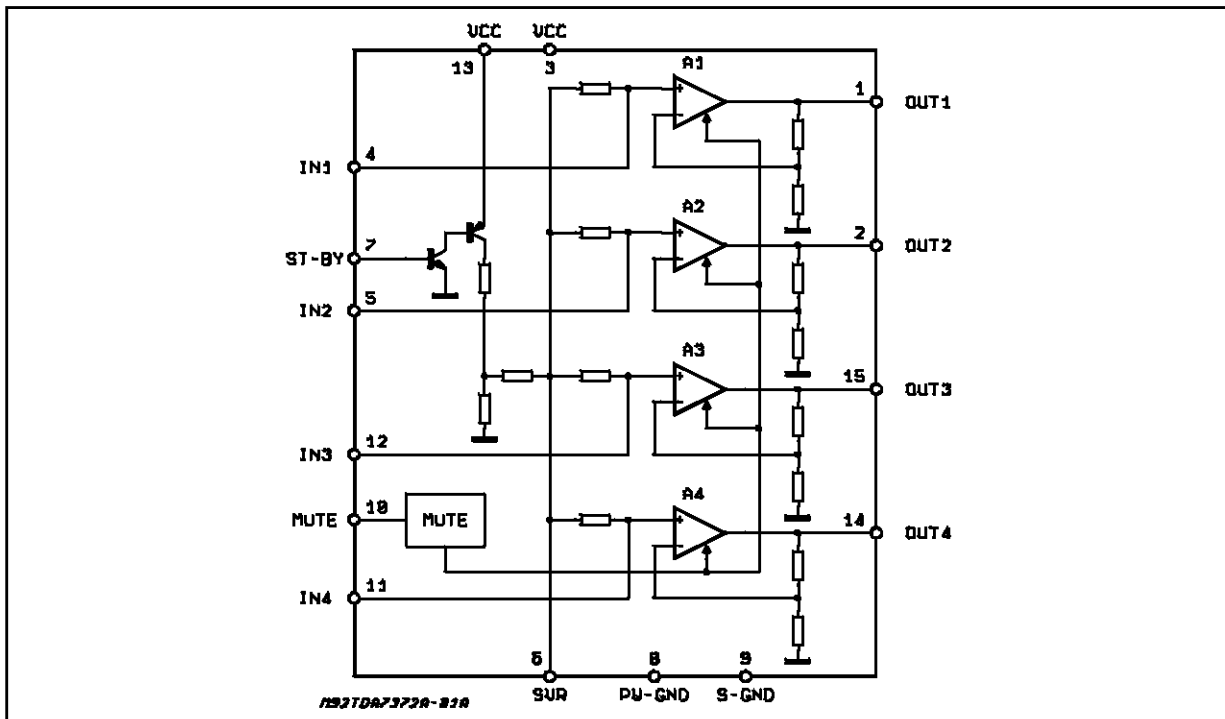 VCC VCC
13 3
A1
1 OUT1
4
IN1
A2
2 OUT2
7
ST-BY
5
IN2
A3
15 OUT3
12
IN3
A4
10
MUTE MUTE
14 OUT4
11
IN4
6 8 9
SVR PW-GND S-GND
M92TDA7372A-01A